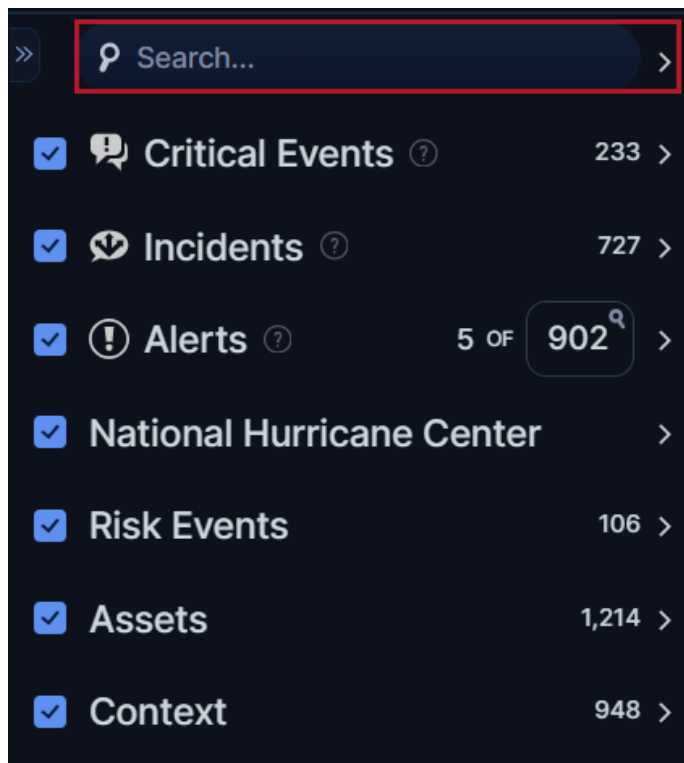 Search...
Critical Events ? 233
Incidents ? 727
Alerts ? 5 OF 902
National Hurricane Center
Risk Events 106
Assets 1,214
Context 948